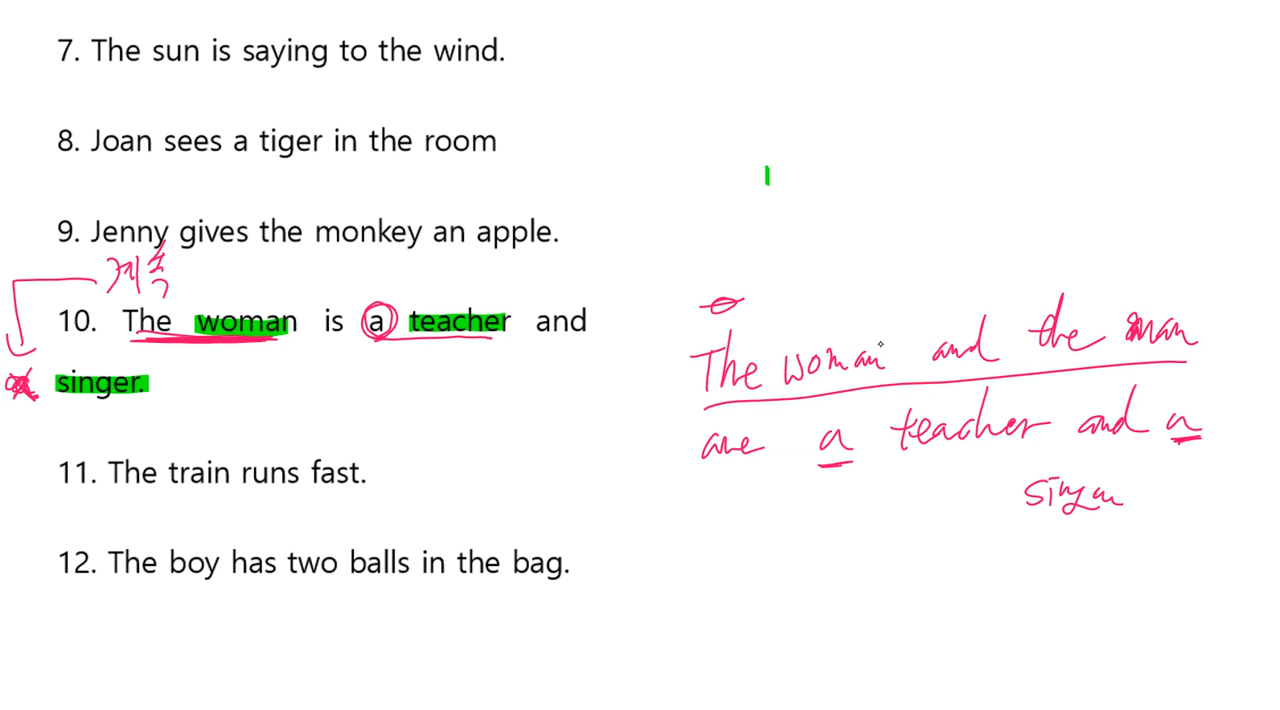 7. The sun is saying to the wind.
8. Joan sees a tiger in the room
9. Jenny gives the monkey an apple.
계속
10. The woman is a teacher and
singer.
The woman and the man
are a teacher and a
singer
11. The train runs fast.
12. The boy has two balls in the bag.